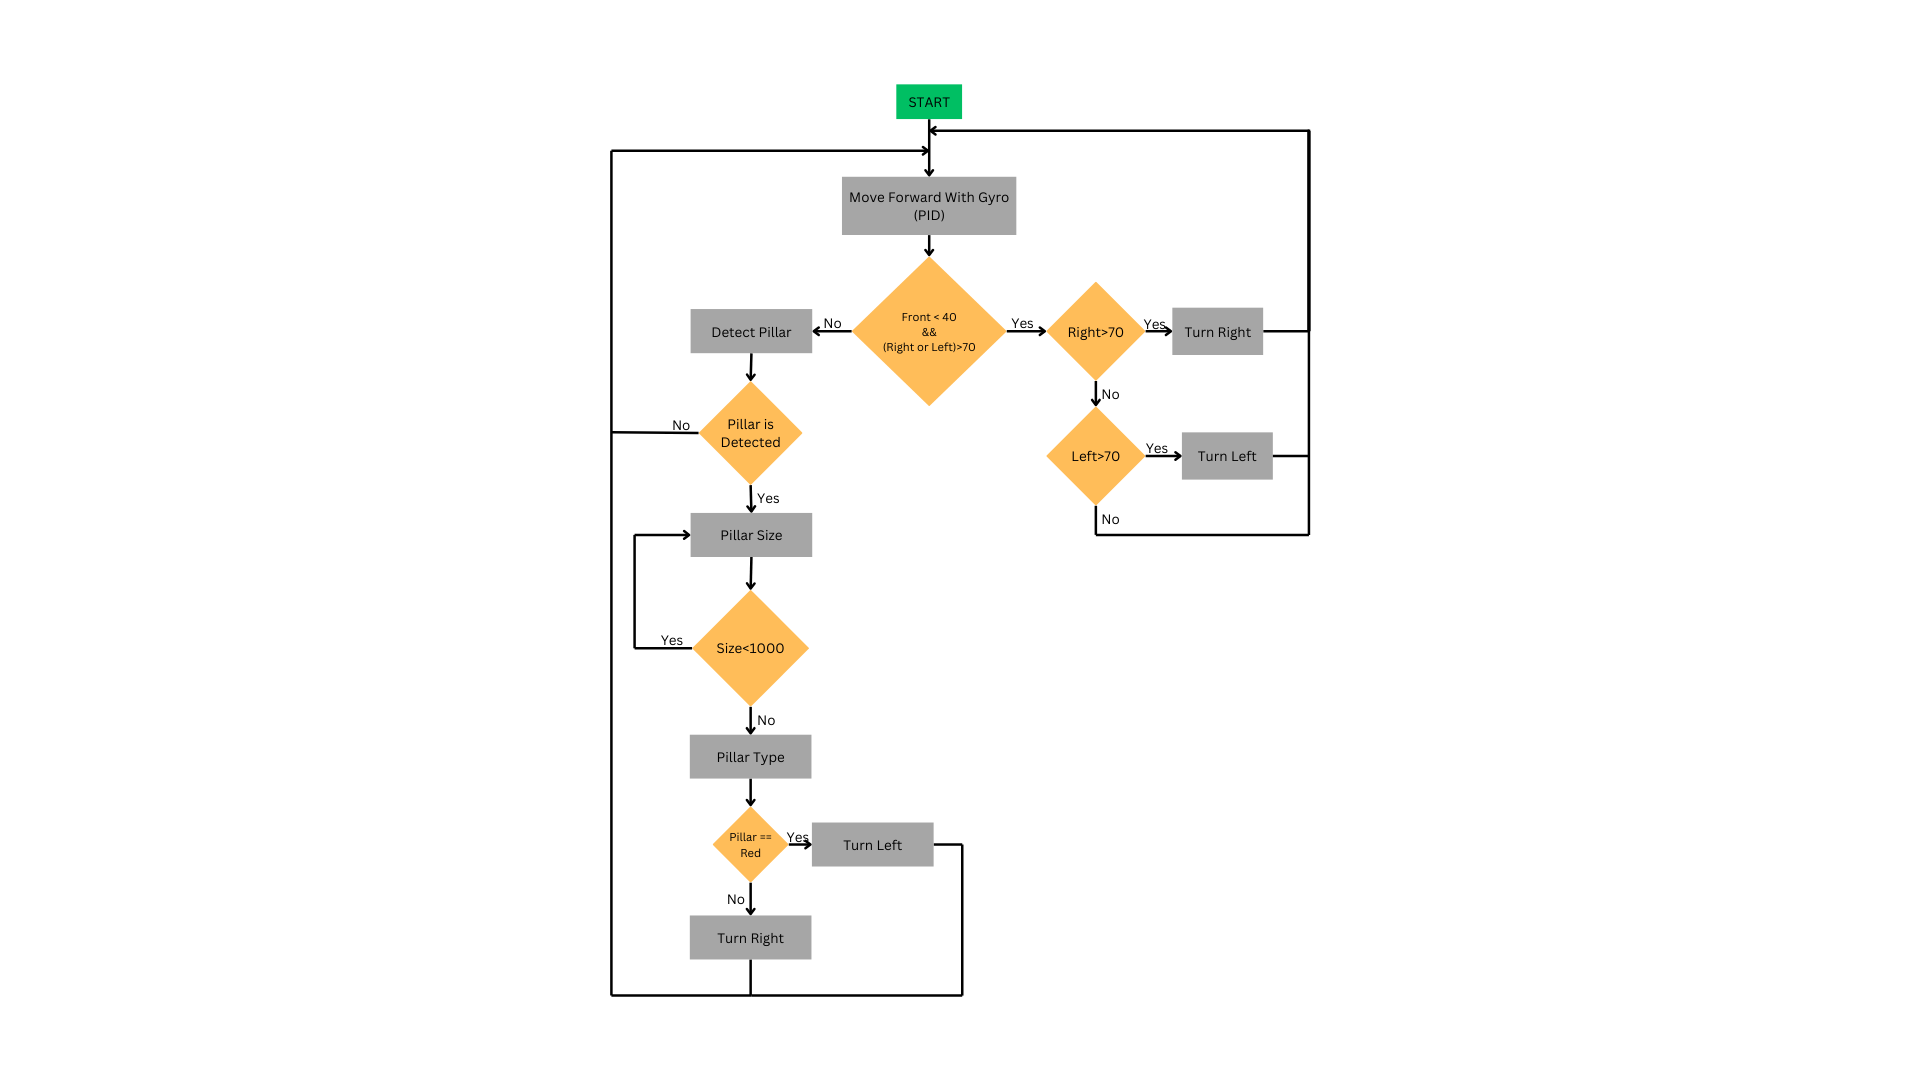 START
Move Forward With Gyro
(PID)
Front < 40
&&
(Right or Left)>70
No
Yes
Detect Pillar
Right>70
Yes
Turn Right
No
Left>70
Yes
Turn Left
No
Pillar is
Detected
No
Yes
Pillar Size
Size<1000
Yes
No
Pillar Type
Pillar ==
Red
Yes
Turn Left
No
Turn Right